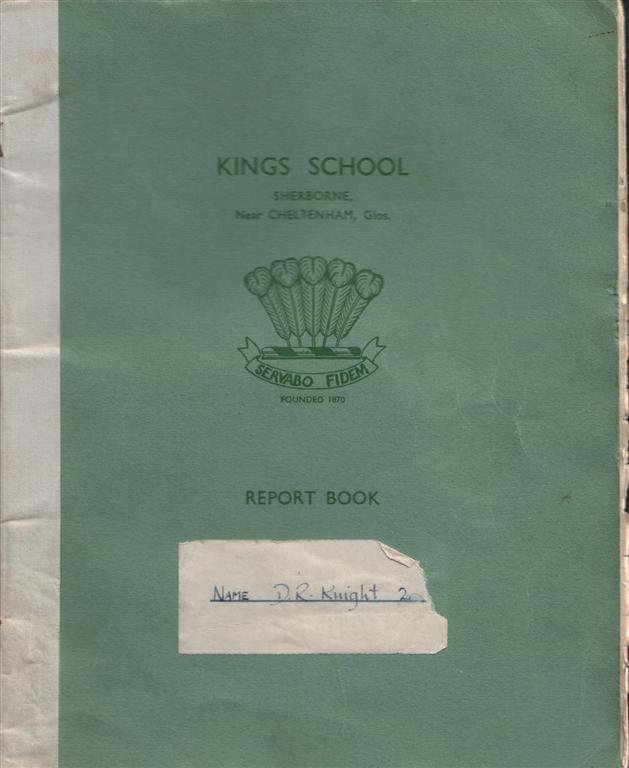 KINGS SCHOOL
SHERBORNE,
Near CHELTENHAM, Glos.
SERVABO FIDEM
FOUNDED 1870
REPORT BOOK
NAME D.R. Knight